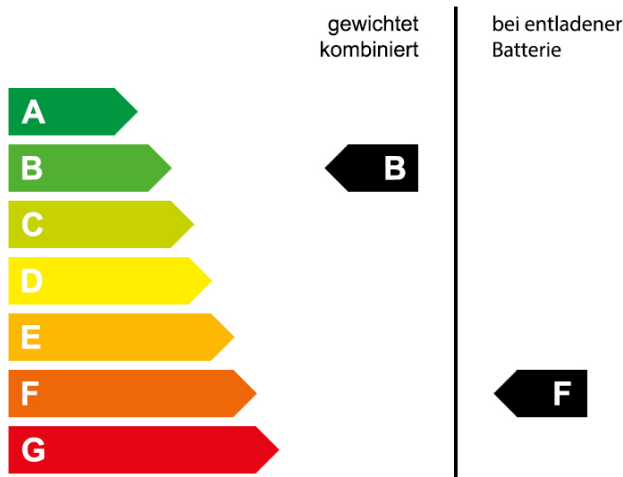 gewichtet
kombiniert
bei entladener
Batterie
A
B
B
C
D
E
F
F
G